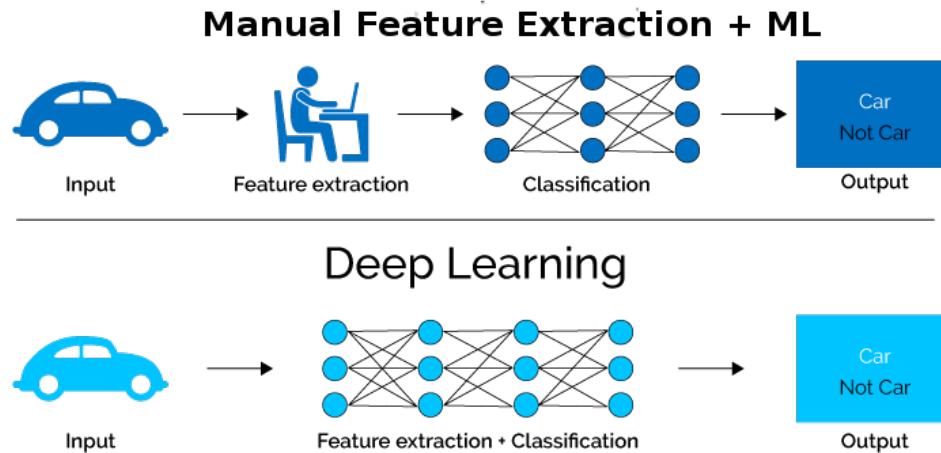 Manual Feature Extraction + ML
Car
Not Car
Input
Feature extraction
Classification
Output
Deep Learning
Car
Not Car
Input
Feature extraction + Classification
Output